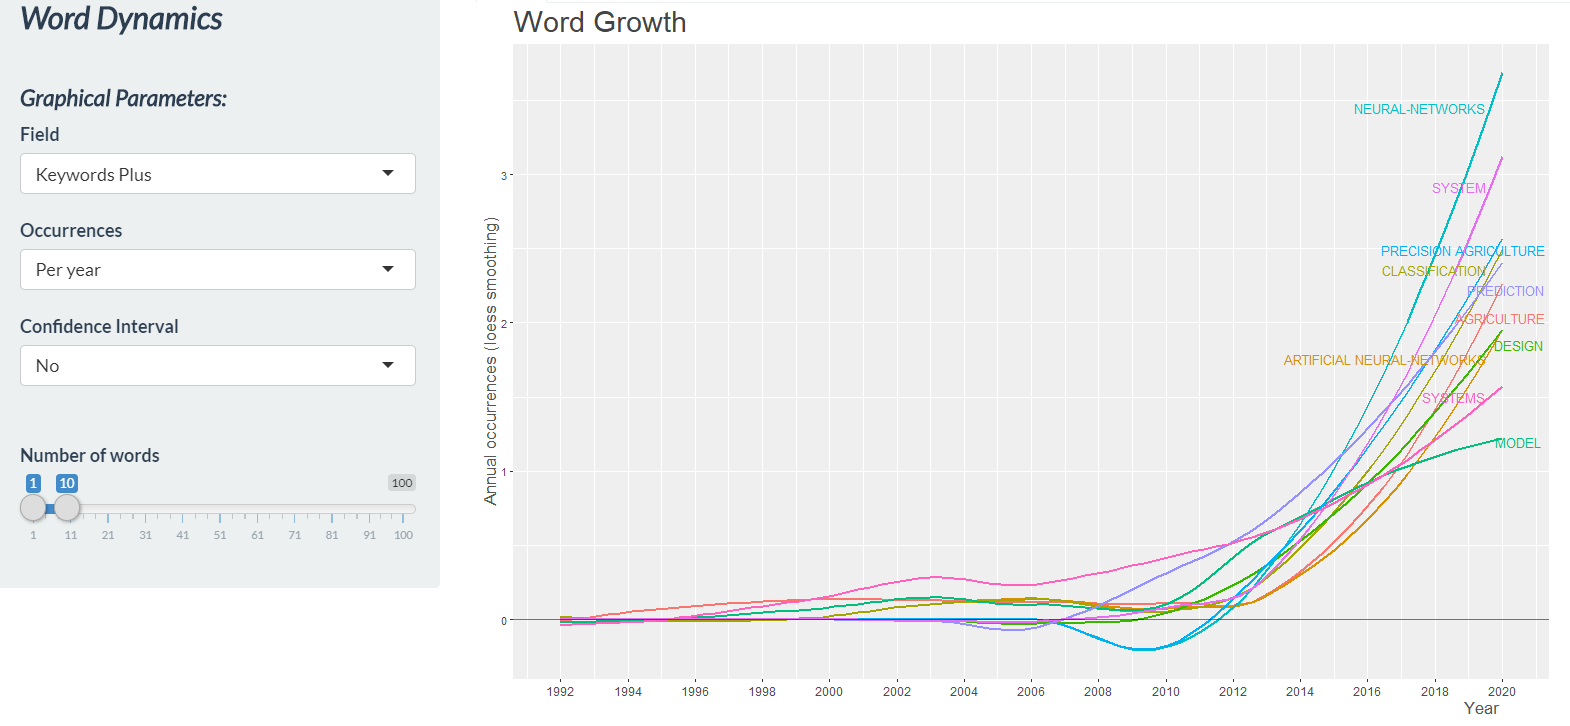 Word Dynamics
Graphical Parameters:
Field
Keywords Plus
Occurrences
Per year
Confidence Interval
No
Number of words
1 10 100
1 11 21 31 41 51 61 71 81 91 100
Word Growth
Annual occurrences (loess smoothing)
3
2
1
0
NEURAL-NETWORKS
SYSTEM
PRECISION AGRICULTURE
CLASSIFICATION
PREDICTION
AGRICULTURE
DESIGN
ARTIFICIAL NEURAL-NETWORKS
SYSTEMS
MODEL
1992 1994 1996 1998 2000 2002 2004 2006 2008 2010 2012 2014 2016 2018 2020
Year